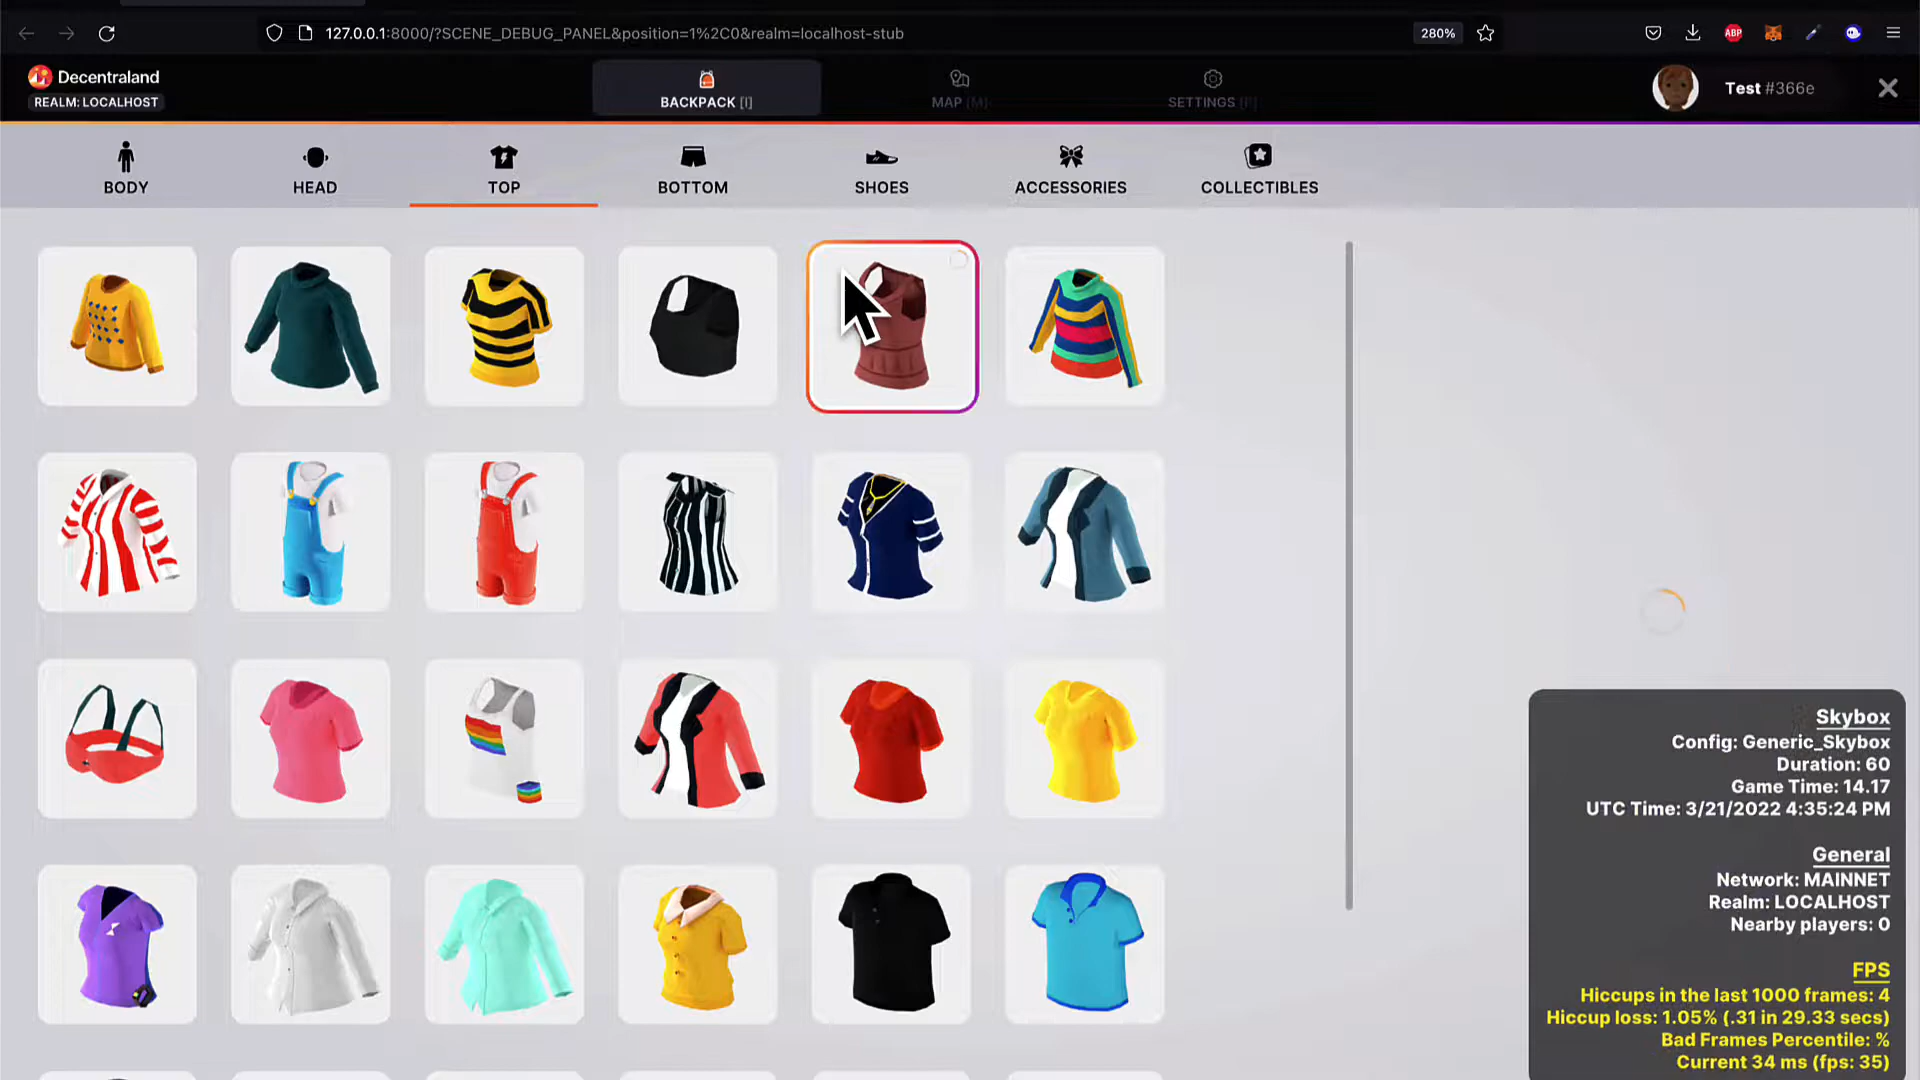 127.0.0.1:8000/?SCENE_DEBUG_PANEL&position=1%2C0&realm=localhost-stub
280%
ABP
Decentraland
REALM: LOCALHOST
BACKPACK [I]
MAP [M]
SETTINGS [P]
Test #366e
BODY
HEAD
TOP
BOTTOM
SHOES
ACCESSORIES
COLLECTIBLES
Skybox
Config: Generic_Skybox
Duration: 60
Game Time: 14.17
UTC Time: 3/21/2022 4:35:24 PM
General
Network: MAINNET
Realm: LOCALHOST
Nearby players: 0
FPS
Hiccups in the last 1000 frames: 4
Hiccup loss: 1.05% (.31 in 29.33 secs)
Bad Frames Percentile: %
Current 34 ms (fps: 35)